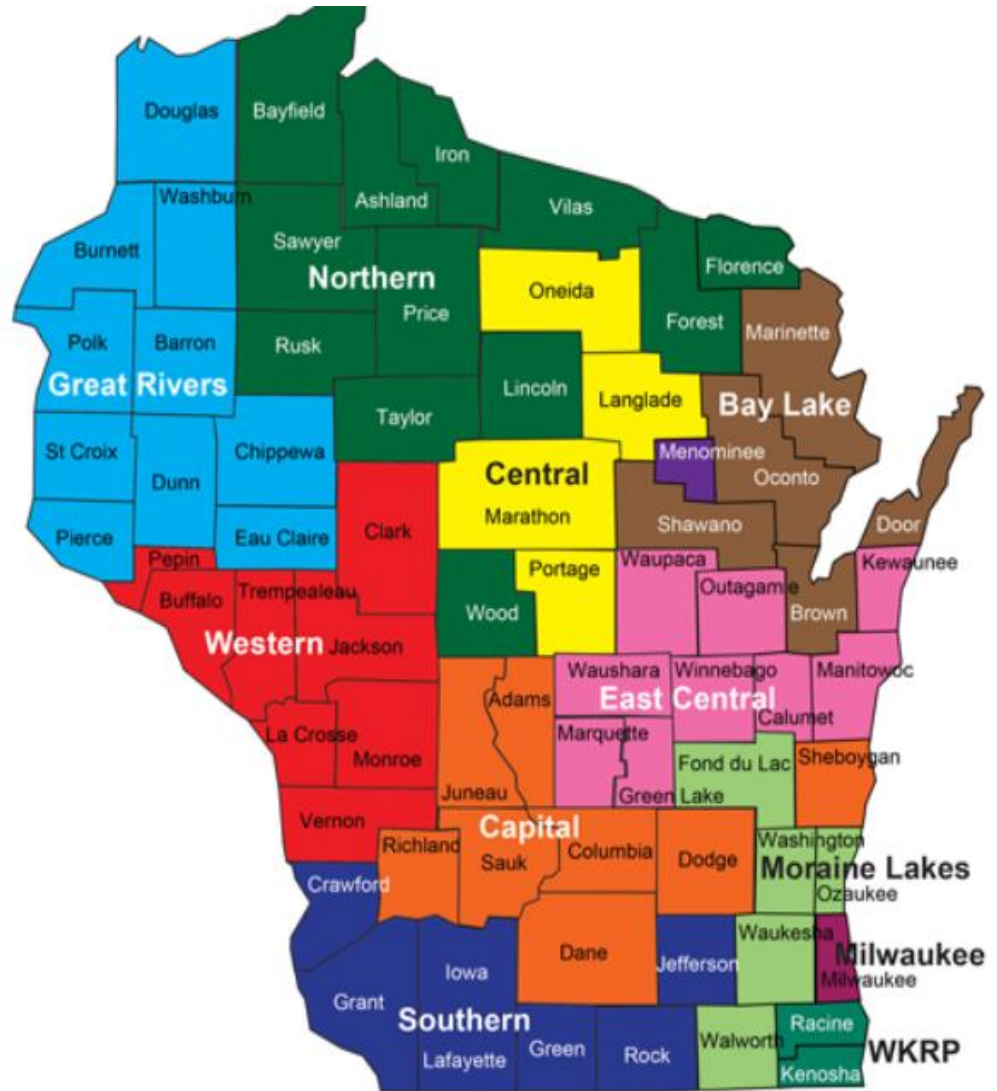 Douglas
Bayfield
Iron
Ashland
Washburn
Vilas
Burnett
Sawyer
Northern
Florence
Oneida
Price
Forest
Marinette
Polk
Barron
Rusk
Great Rivers
Lincoln
Langlade
Bay Lake
Taylor
St Croix
Chippewa
Menominee
Central
Oconto
Dunn
Marathon
Shawano
Door
Clark
Pierce
Eau Claire
Pepin
Waupaca
Kewaunee
Portage
Outagamie
Trempealeau
Buffalo
Wood
Brown
Western
Jackson
Waushara
Winnebago
Manitowoc
Adams
East Central
Calumet
La Crosse
Marquette
Monroe
Fond du Lac
Sheboygan
Juneau
Green Lake
Vernon
Capital
Richland
Columbia
Washington
Sauk
Dodge
Moraine Lakes
Crawford
Ozaukee
Waukesha
Dane
Milwaukee
Iowa
Jefferson
Milwaukee
Grant
Southern
Racine
Walworth
WKRP
Lafayette
Green
Rock
Kenosha